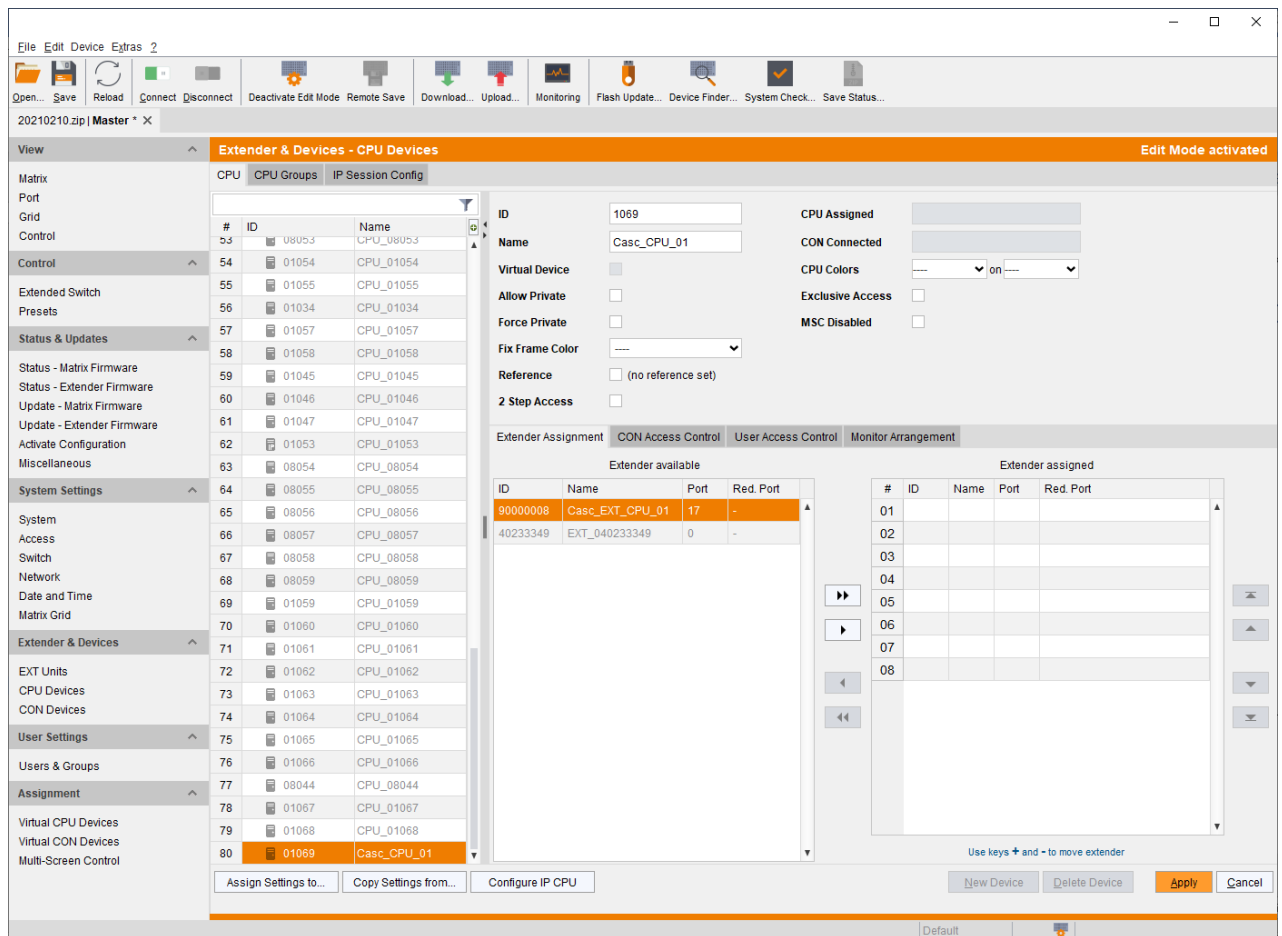 File Edit Device Extras ?
Open... Save Reload Connect Disconnect Deactivate Edit Mode Remote Save Download... Upload... Monitoring Flash Update... Device Finder... System Check... Save Status...
20210210.zip | Master *
View
Matrix
Port
Grid
Control
Control
Extended Switch
Presets
Status & Updates
Status - Matrix Firmware
Status - Extender Firmware
Update - Matrix Firmware
Update - Extender Firmware
Activate Configuration
Miscellaneous
System Settings
System
Access
Switch
Network
Date and Time
Matrix Grid
Extender & Devices
EXT Units
CPU Devices
CON Devices
User Settings
Users & Groups
Assignment
Virtual CPU Devices
Virtual CON Devices
Multi-Screen Control
Extender & Devices - CPU Devices Edit Mode activated
CPU CPU Groups IP Session Config
# ID Name
53 08053 CPU_08053
54 01054 CPU_01054
55 01055 CPU_01055
56 01034 CPU_01034
57 01057 CPU_01057
58 01058 CPU_01058
59 01045 CPU_01045
60 01046 CPU_01046
61 01047 CPU_01047
62 01053 CPU_01053
63 08054 CPU_08054
64 08055 CPU_08055
65 08056 CPU_08056
66 08057 CPU_08057
67 08058 CPU_08058
68 08059 CPU_08059
69 01059 CPU_01059
70 01060 CPU_01060
71 01061 CPU_01061
72 01062 CPU_01062
73 01063 CPU_01063
74 01064 CPU_01064
75 01065 CPU_01065
76 01066 CPU_01066
77 08044 CPU_08044
78 01067 CPU_01067
79 01068 CPU_01068
80 01069 Casc_CPU_01
ID 1069 CPU Assigned
Name Casc_CPU_01 CON Connected
Virtual Device CPU Colors ---- on ----
Allow Private Exclusive Access
Force Private MSC Disabled
Fix Frame Color ----
Reference (no reference set)
2 Step Access
Extender Assignment CON Access Control User Access Control Monitor Arrangement
Extender available
ID Name Port Red. Port
90000008 Casc_EXT_CPU_01 17 -
40233349 EXT_040233349 0 -
Extender assigned
# ID Name Port Red. Port
01
02
03
04
05
06
07
08
Use keys + and - to move extender
Assign Settings to... Copy Settings from... Configure IP CPU New Device Delete Device Apply Cancel
Default